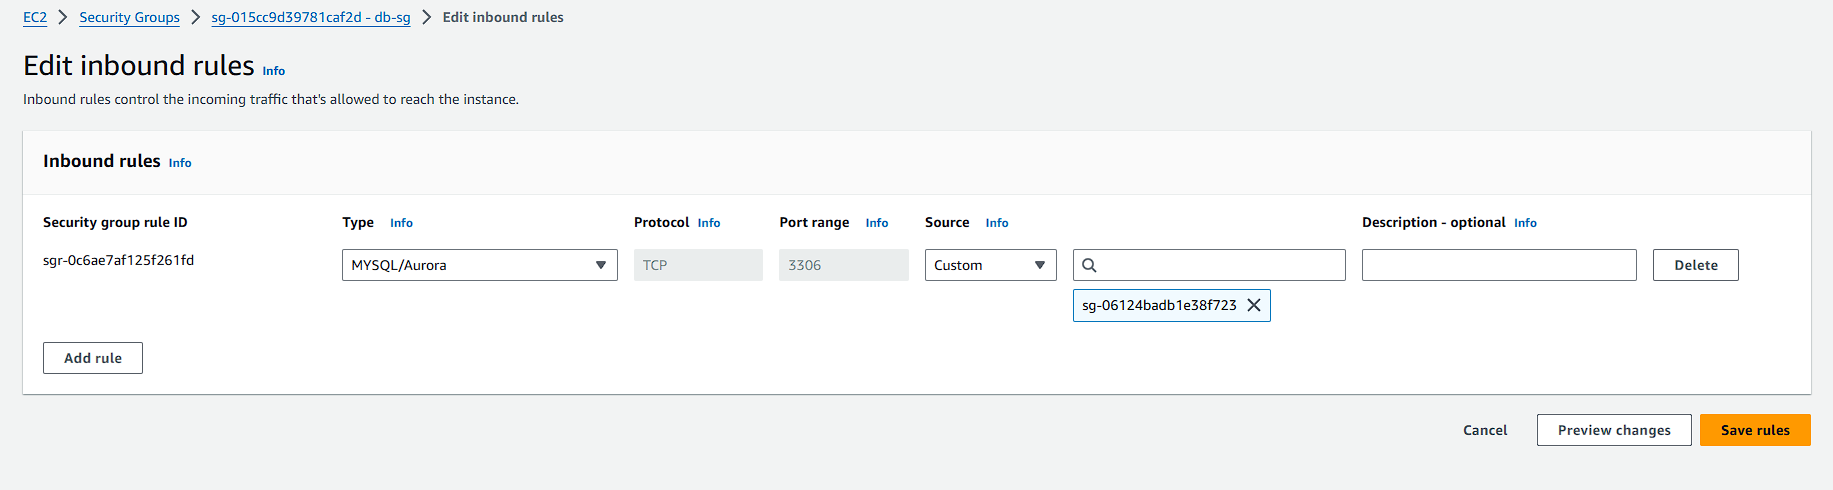 EC2 > Security Groups > sg-015cc9d39781caf2d - db-sg > Edit inbound rules
Edit inbound rules Info
Inbound rules control the incoming traffic that's allowed to reach the instance.
Inbound rules Info
Security group rule ID Type Info Protocol Info Port range Info Source Info Description - optional Info
sgr-0c6ae7af125f261fd MYSQL/Aurora TCP 3306 Custom Delete
sg-06124badb1e38f723
Add rule
Cancel Preview changes Save rules